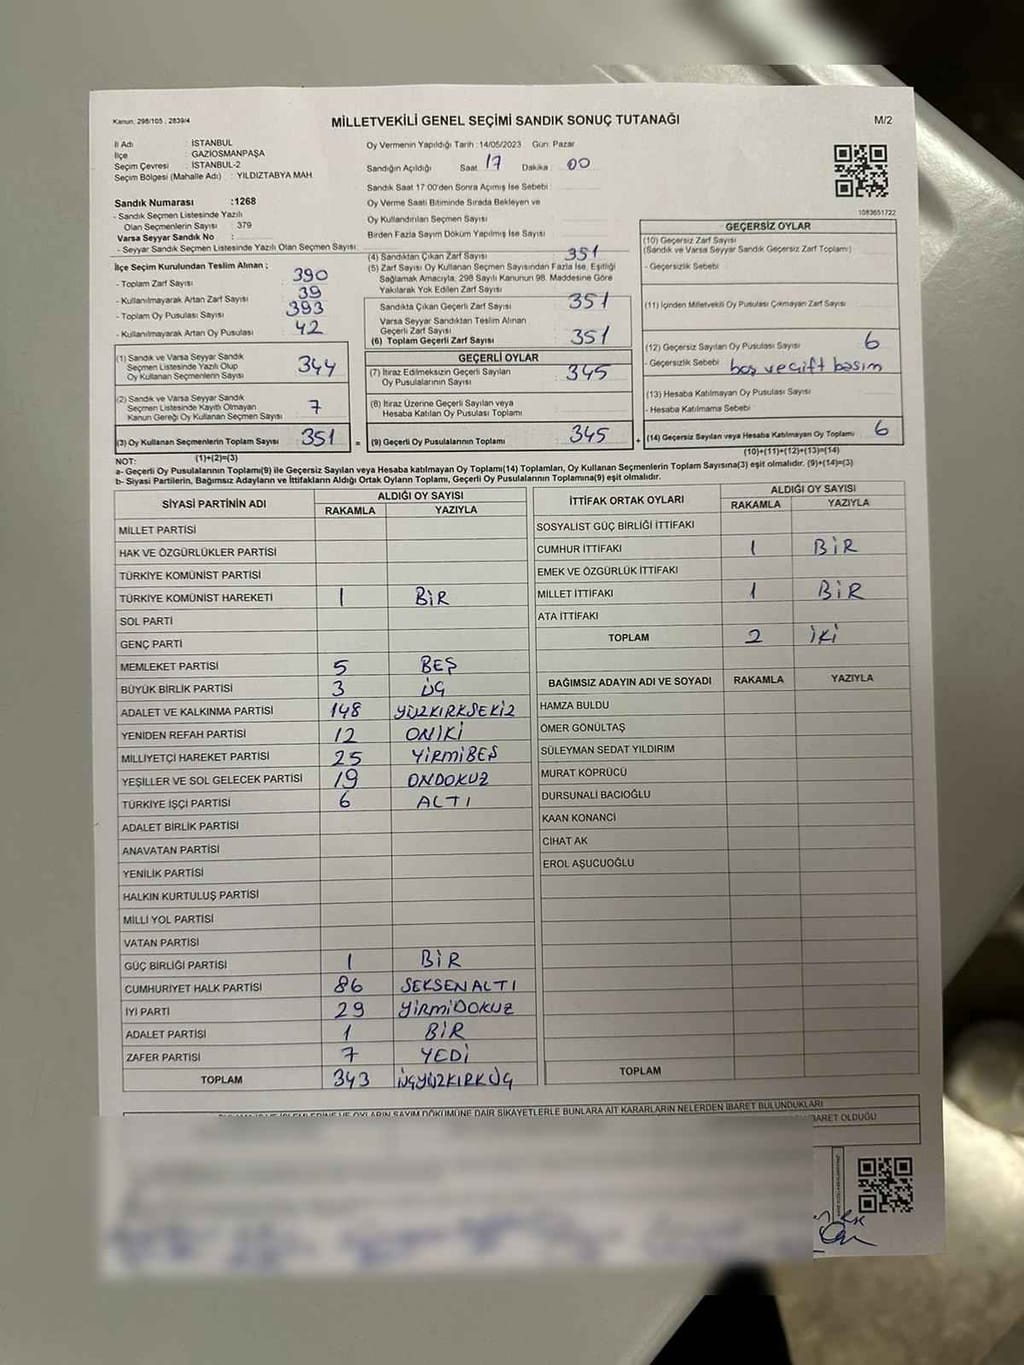 Kanun: 298/105 , 2839/4
MİLLETVEKİLİ GENEL SEÇİMİ SANDIK SONUÇ TUTANAĞI
M/2
İl Adı : İSTANBUL
İlçe : GAZİOSMANPAŞA
Seçim Çevresi : İSTANBUL-2
Seçim Bölgesi (Mahalle Adı) : YILDIZTABYA MAH
Sandık Numarası :1268
- Sandık Seçmen Listesinde Yazılı
Olan Seçmenlerin Sayısı : 379
Varsa Seyyar Sandık No :
- Seyyar Sandık Seçmen Listesinde Yazılı Olan Seçmen Sayısı:
Oy Vermenin Yapıldığı Tarih : 14/05/2023 Gün: Pazar
Sandığın Açıldığı Saat : 17 Dakika : 00
Sandık Saat 17 00'den Sonra Açımış İse Sebebi :
Oy Verme Saati Bitiminde Sırada Bekleyen ve
Oy Kullandırılan Seçmen Sayısı :
Birden Fazla Sayım Döküm Yapılmış İse Sayısı :
1083651722
İlçe Seçim Kurulundan Teslim Alınan ;
- Toplam Zarf Sayısı : 390
- Kullanılmayarak Artan Zarf Sayısı : 39
- Toplam Oy Pusulası Sayısı : 393
- Kullanılmayarak Artan Oy Pusulası : 42
(1) Sandık ve Varsa Seyyar Sandık
Seçmen Listesinde Yazılı Olup
Oy Kullanan Seçmenlerin Sayısı 344
(2) Sandık ve Varsa Seyyar Sandık
Seçmen Listesinde Kayıtlı Olmayan
Kanun Gereği Oy Kullanan Seçmen Sayısı 7
(3) Oy Kullanan Seçmenlerin Toplam Sayısı 351
(1)+(2)=(3)
(4) Sandıktan Çıkan Zarf Sayısı 351
(5) Zarf Sayısı Oy Kullanan Seçmen Sayısından Fazla İse, Eşitliği
Sağlamak Amacıyla, 298 Sayılı Kanunun 98. Maddesine Göre
Yakılarak Yok Edilen Zarf Sayısı
Sandıkta Çıkan Geçerli Zarf Sayısı 351
Varsa Seyyar Sandıktan Teslim Alınan
Geçerli Zarf Sayısı
(6) Toplam Geçerli Zarf Sayısı 351
GEÇERLİ OYLAR
(7) İtiraz Edilmeksizin Geçerli Sayılan
Oy Pusulalarının Sayısı 345
(8) İtiraz Üzerine Geçerli Sayılan veya
Hesaba Katılan Oy Pusulası Toplamı
= (9) Geçerli Oy Pusulalarının Toplamı 345
GEÇERSİZ OYLAR
(10) Geçersiz Zarf Sayısı
(Sandık ve Varsa Seyyar Sandık Geçersiz Zarf Toplamı)
- Geçersizlik Sebebi :
(11) İçinden Milletvekili Oy Pusulası Çıkmayan Zarf Sayısı
(12) Geçersiz Sayılan Oy Pusulası Sayısı 6
- Geçersizlik Sebebi : boş ve çift basım
(13) Hesaba Katılmayan Oy Pusulası Sayısı
- Hesaba Katılmama Sebebi
+ (14) Geçersiz Sayılan veya Hesaba Katılmayan Oy Toplamı 6
(10)+(11)+(12)+(13)=(14)
NOT:
a- Geçerli Oy Pusulalarının Toplamı(9) ile Geçersiz Sayılan veya Hesaba katılmayan Oy Toplamı(14) Toplamları, Oy Kullanan Seçmenlerin Toplam Sayısına(3) eşit olmalıdır. (9)+(14)=(3)
b- Siyasi Partilerin, Bağımsız Adayların ve İttifakların Aldığı Ortak Oyların Toplamı, Geçerli Oy Pusulalarının Toplamına(9) eşit olmalıdır.
SİYASİ PARTİNİN ADI ALDIĞI OY SAYISI
RAKAMLA YAZIYLA
MİLLET PARTİSİ
HAK VE ÖZGÜRLÜKLER PARTİSİ
TÜRKİYE KOMÜNİST PARTİSİ
TÜRKİYE KOMÜNİST HAREKETİ 1 BİR
SOL PARTİ
GENÇ PARTİ
MEMLEKET PARTİSİ 5 BEŞ
BÜYÜK BİRLİK PARTİSİ 3 ÜÇ
ADALET VE KALKINMA PARTİSİ 148 YÜZKIRKSEKİZ
YENİDEN REFAH PARTİSİ 12 ONİKİ
MİLLİYETÇİ HAREKET PARTİSİ 25 YİRMİBEŞ
YEŞİLLER VE SOL GELECEK PARTİSİ 19 ONDOKUZ
TÜRKİYE İŞÇİ PARTİSİ 6 ALTI
ADALET BİRLİK PARTİSİ
ANAVATAN PARTİSİ
YENİLİK PARTİSİ
HALKIN KURTULUŞ PARTİSİ
MİLLİ YOL PARTİSİ
VATAN PARTİSİ
GÜÇ BİRLİĞİ PARTİSİ 1 BİR
CUMHURİYET HALK PARTİSİ 86 SEKSENALTI
İYİ PARTİ 29 YİRMİDOKUZ
ADALET PARTİSİ 1 BİR
ZAFER PARTİSİ 7 YEDİ
TOPLAM 343 ÜÇYÜZKIRKÜÇ
İTTİFAK ORTAK OYLARI ALDIĞI OY SAYISI
RAKAMLA YAZIYLA
SOSYALİST GÜÇ BİRLİĞİ İTTİFAKI
CUMHUR İTTİFAKI 1 BİR
EMEK VE ÖZGÜRLÜK İTTİFAKI
MİLLET İTTİFAKI 1 BİR
ATA İTTİFAKI
TOPLAM 2 İKİ
BAĞIMSIZ ADAYIN ADI VE SOYADI RAKAMLA YAZIYLA
HAMZA BULDU
ÖMER GÖNÜLTAŞ
SÜLEYMAN SEDAT YILDIRIM
MURAT KÖPRÜCÜ
DURSUNALİ BACIOĞLU
KAAN KONANCİ
CİHAT AK
EROL AŞUCUOĞLU
TOPLAM
OYLARIN SAYIM DÖKÜMÜNE DAİR ŞİKAYETLERLE BUNLARA AİT KARARLARIN NELERDEN İBARET BULUNDUKLARI
İBARET OLDUĞU